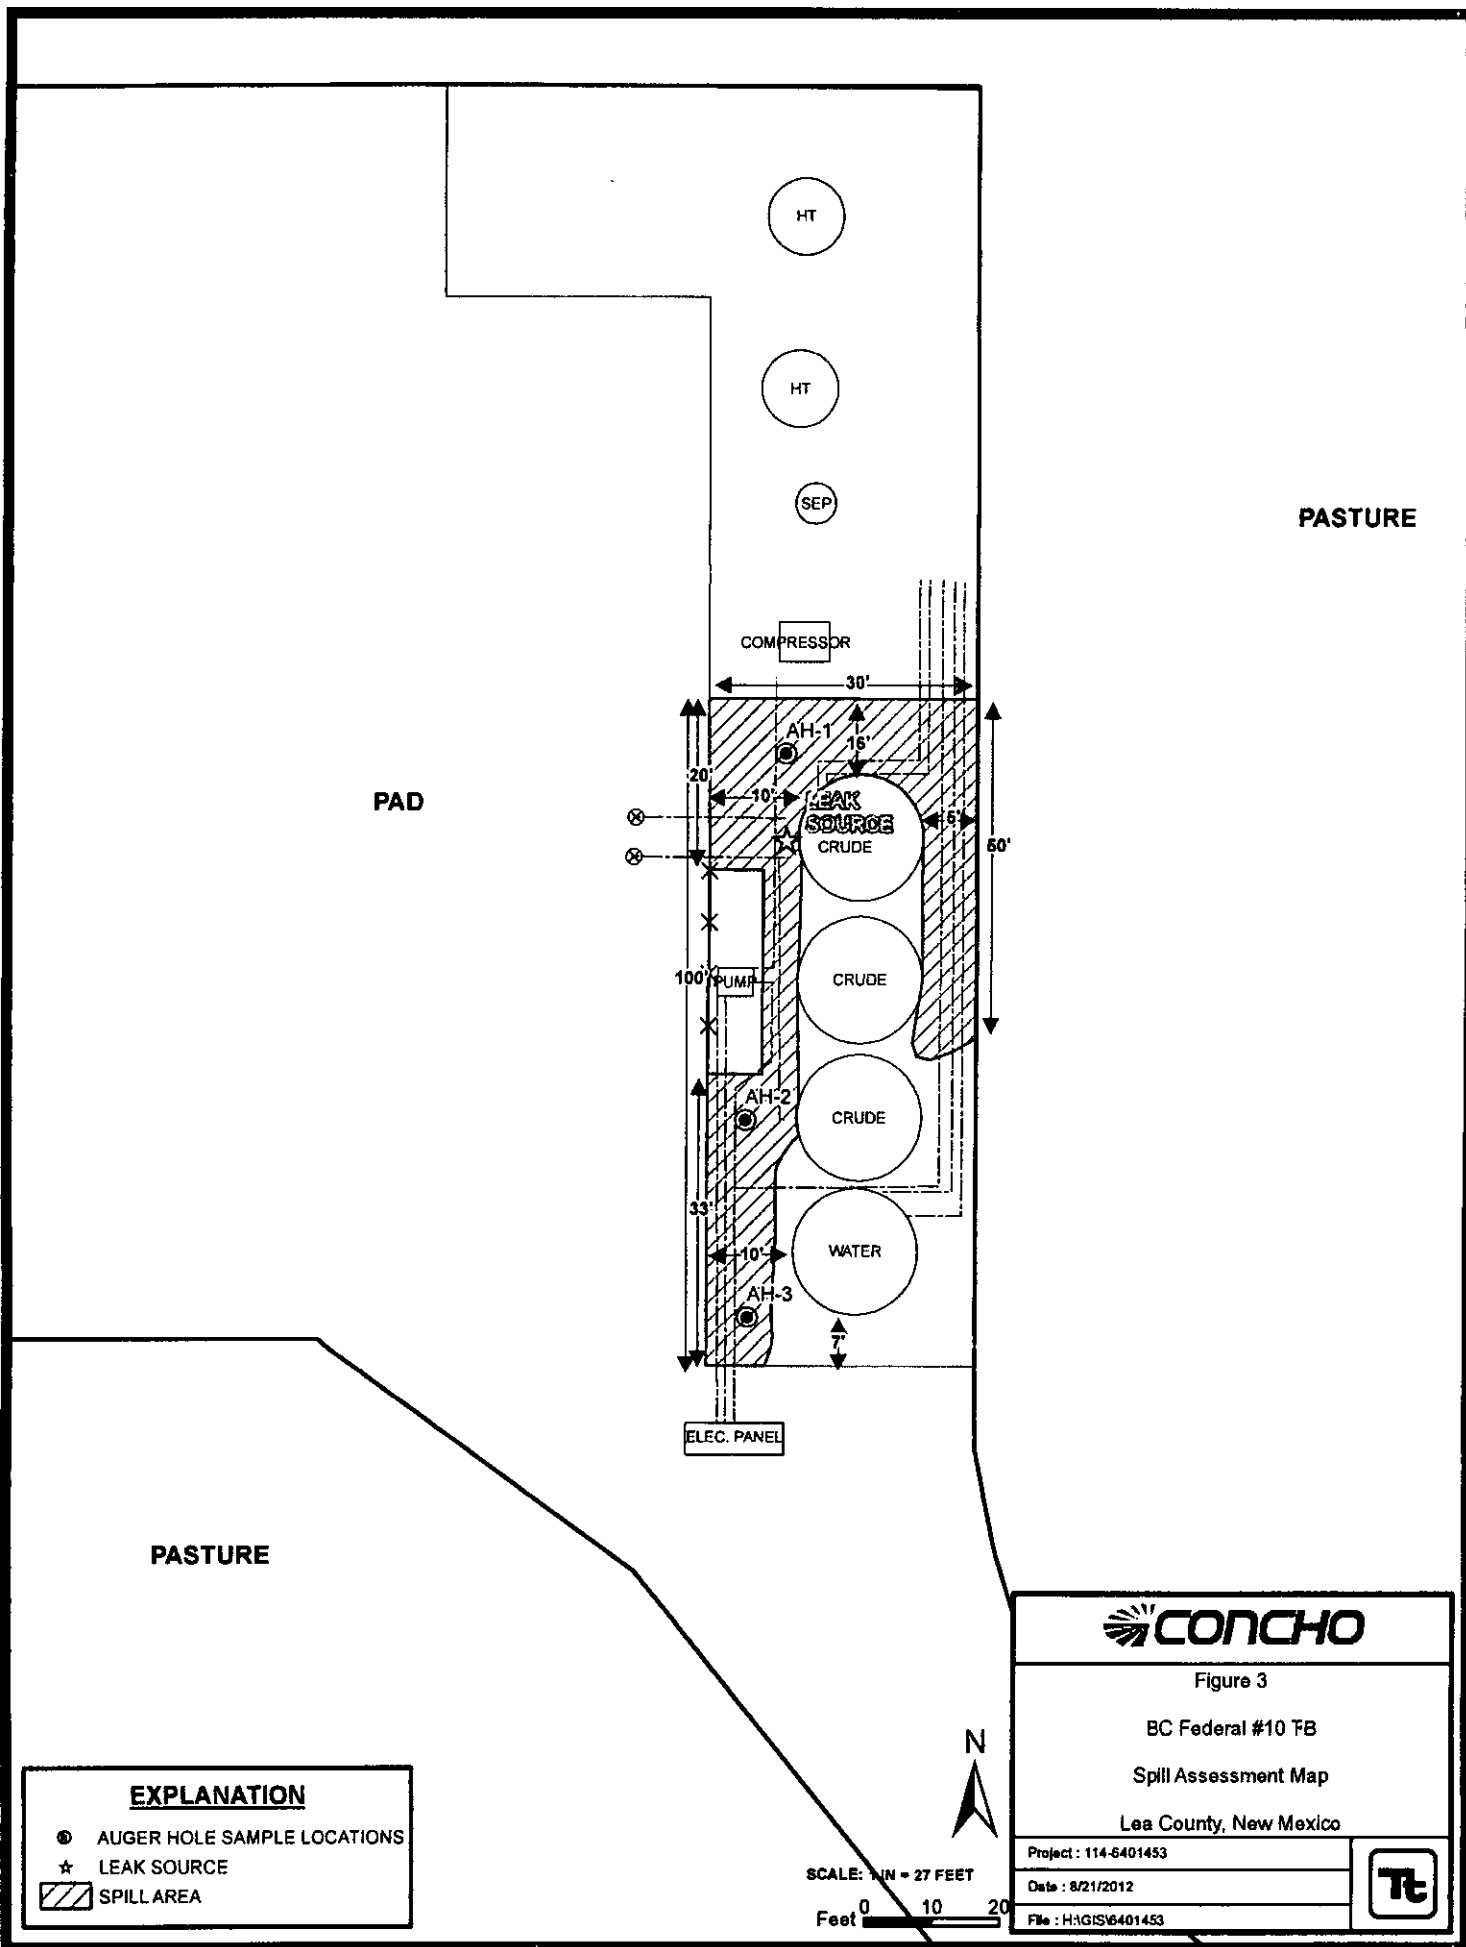 HT
HT
SEP
PASTURE
COMPRESSOR
30'
AH-1
16'
20'
PAD
10'
LEAK
SOURCE
5'
CRUDE
50'
100'
PUMP
CRUDE
AH-2
CRUDE
33'
10'
WATER
AH-3
7'
ELEC. PANEL
PASTURE
CONCHO
Figure 3
BC Federal #10 TB
Spill Assessment Map
Lea County, New Mexico
Project : 114-6401453
Date : 8/21/2012
File : H:\GIS\6401453
Tt
N
SCALE: 1 IN = 27 FEET
Feet 0 10 20
EXPLANATION
AUGER HOLE SAMPLE LOCATIONS
LEAK SOURCE
SPILL AREA